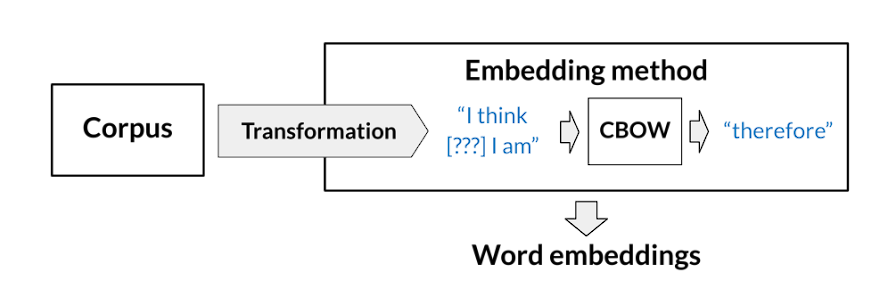 Embedding method
Corpus
Transformation
“I think
[???] I am”
CBOW
“therefore”
Word embeddings